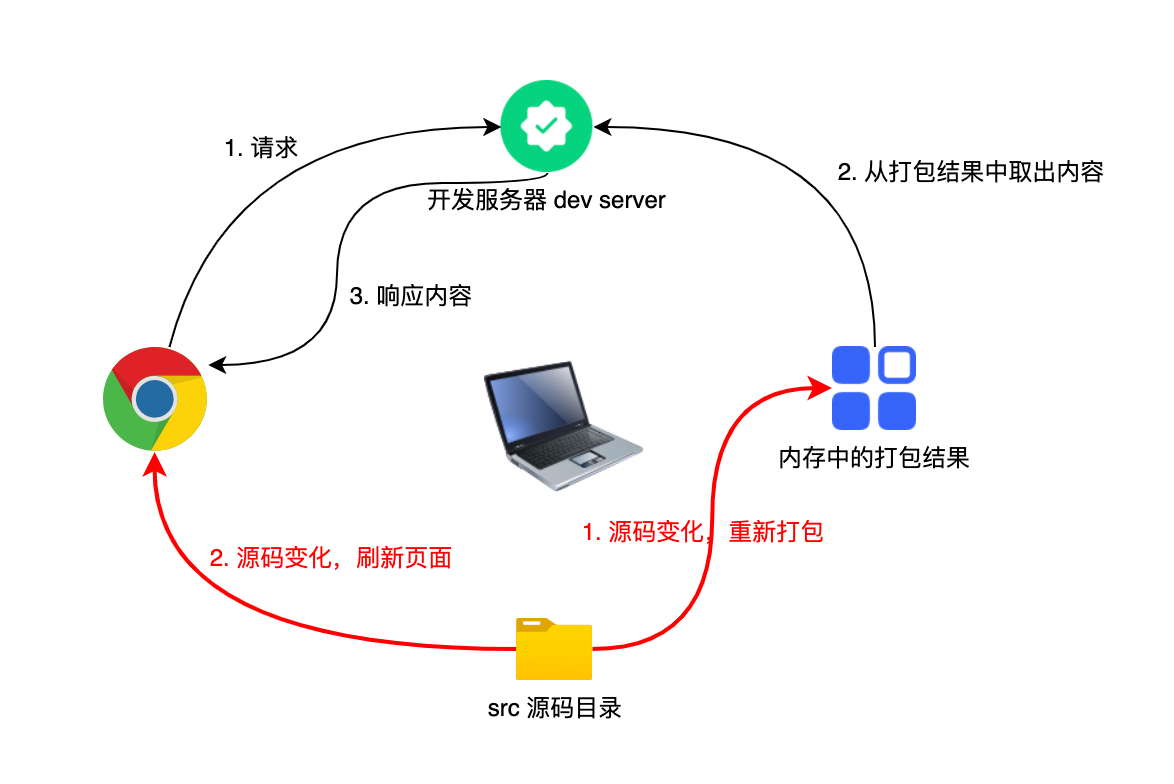 1. 请求
2. 从打包结果中取出内容
开发服务器 dev server
3. 响应内容
内存中的打包结果
1. 源码变化，重新打包
2. 源码变化，刷新页面
src 源码目录